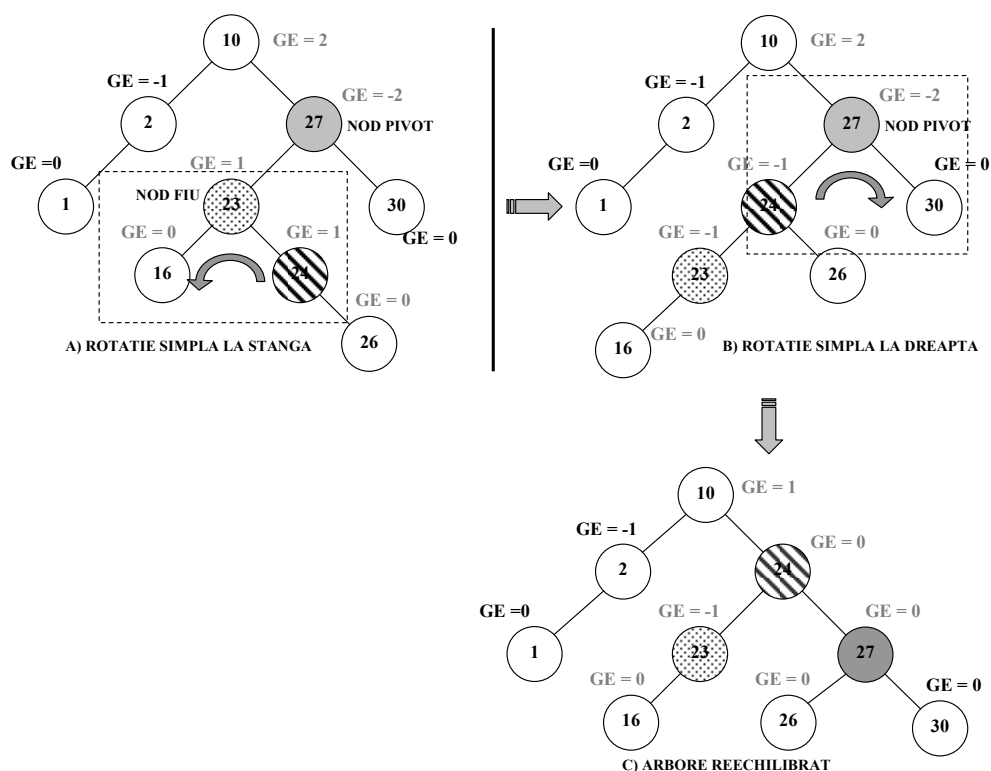 10
GE = 2
GE = -1
2
GE = -2
27
NOD PIVOT
GE =0
1
GE = 1
NOD FIU
23
30
GE = 0
GE = 0
16
GE = 1
24
GE = 0
26
A) ROTATIE SIMPLA LA STANGA
10
GE = 2
GE = -1
2
GE = -2
27
NOD PIVOT
GE =0
1
GE = -1
24
GE = 0
30
GE = -1
23
GE = 0
26
16
GE = 0
B) ROTATIE SIMPLA LA DREAPTA
10
GE = 1
GE = -1
2
GE = 0
24
GE =0
1
GE = -1
23
GE = 0
27
GE = 0
16
GE = 0
26
GE = 0
30
C) ARBORE REECHILIBRAT